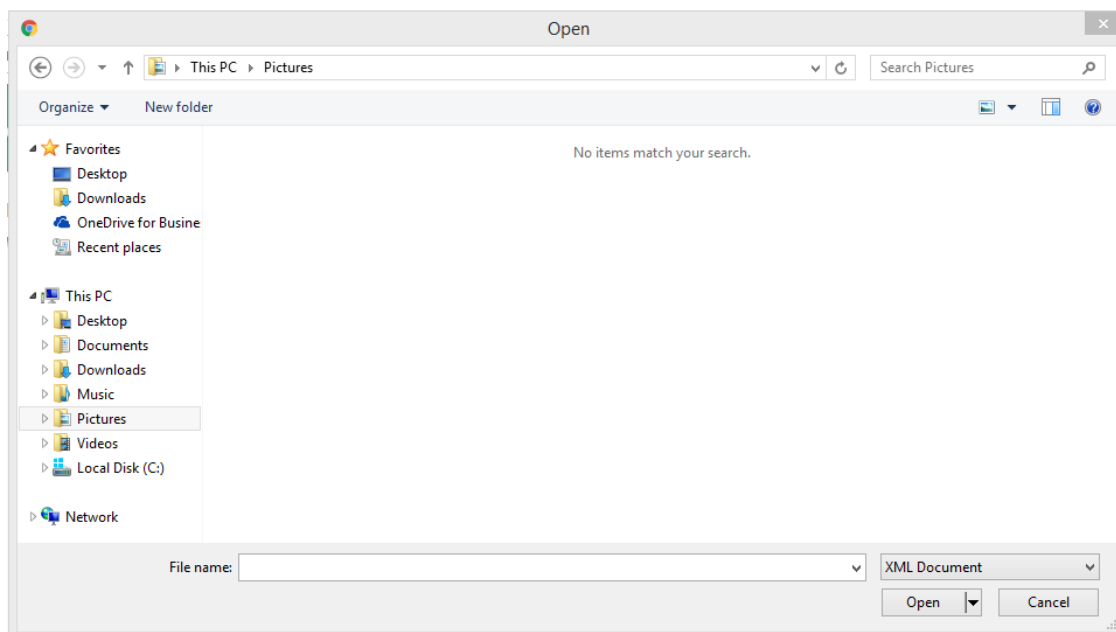 Open
This PC Pictures
Search Pictures
Organize New folder
No items match your search.
Favorites
Desktop
Downloads
OneDrive for Busine
Recent places
This PC
Desktop
Documents
Downloads
Music
Pictures
Videos
Local Disk (C:)
Network
File name:
XML Document
Open Cancel